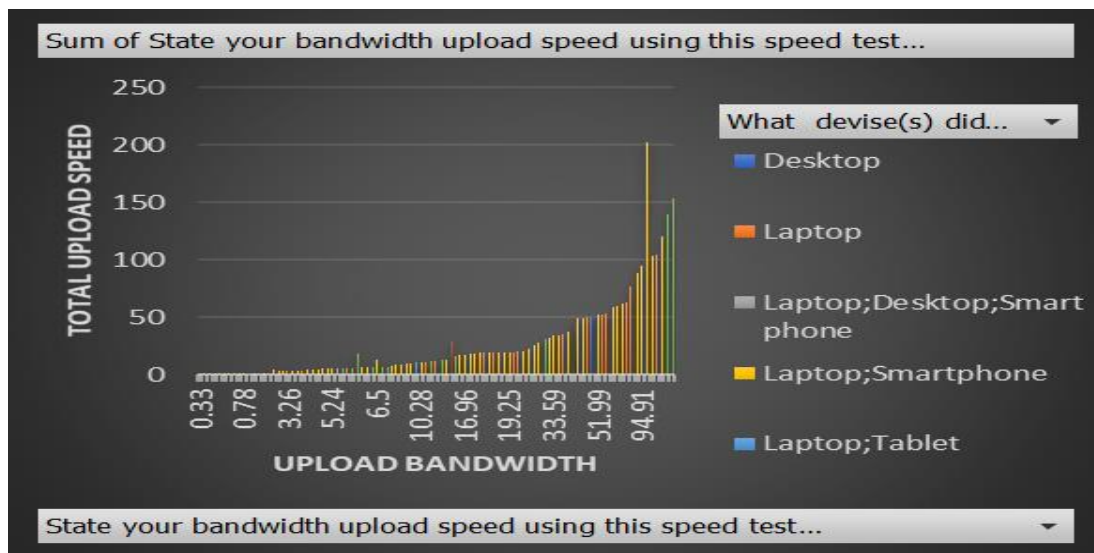 Sum of State your bandwidth upload speed using this speed test...
TOTAL UPLOAD SPEED
250
200
150
100
50
0
0.33
0.78
3.26
5.24
6.5
10.28
16.96
19.25
33.59
51.99
94.91
UPLOAD BANDWIDTH
What devise(s) did...
Desktop
Laptop
Laptop;Desktop;Smart
phone
Laptop;Smartphone
Laptop;Tablet
State your bandwidth upload speed using this speed test...